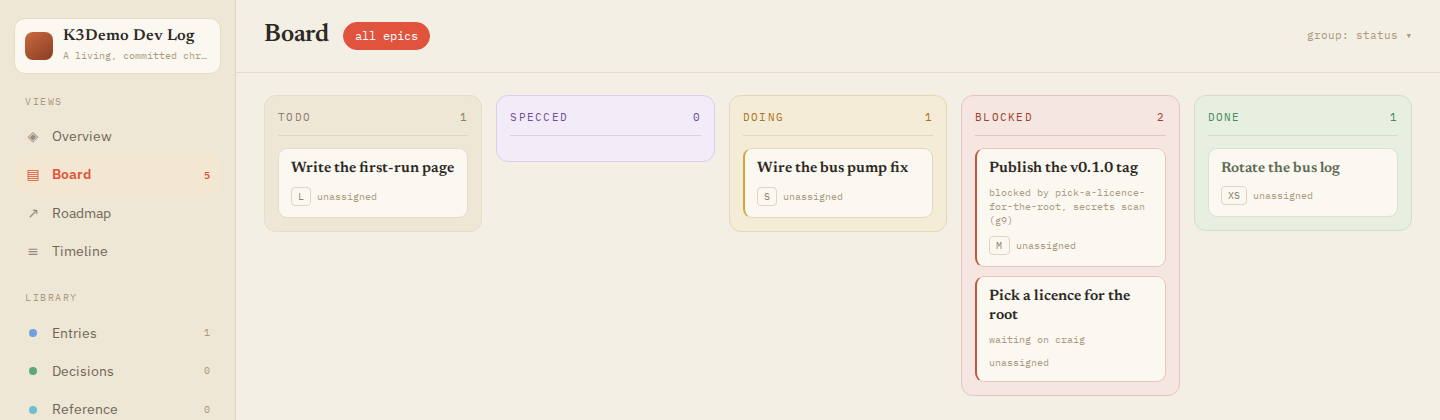 K3Demo Dev Log
A living, committed chr…
VIEWS
◈ Overview
▤ Board 5
↗ Roadmap
≡ Timeline
LIBRARY
Entries 1
Decisions 0
Reference 0
Board all epics
group: status ▾
TODO 1
Write the first-run page
L unassigned
SPECCED 0
DOING 1
Wire the bus pump fix
S unassigned
BLOCKED 2
Publish the v0.1.0 tag
blocked by pick-a-licence-
for-the-root, secrets scan
(g9)
M unassigned
Pick a licence for the
root
waiting on craig
unassigned
DONE 1
Rotate the bus log
XS unassigned